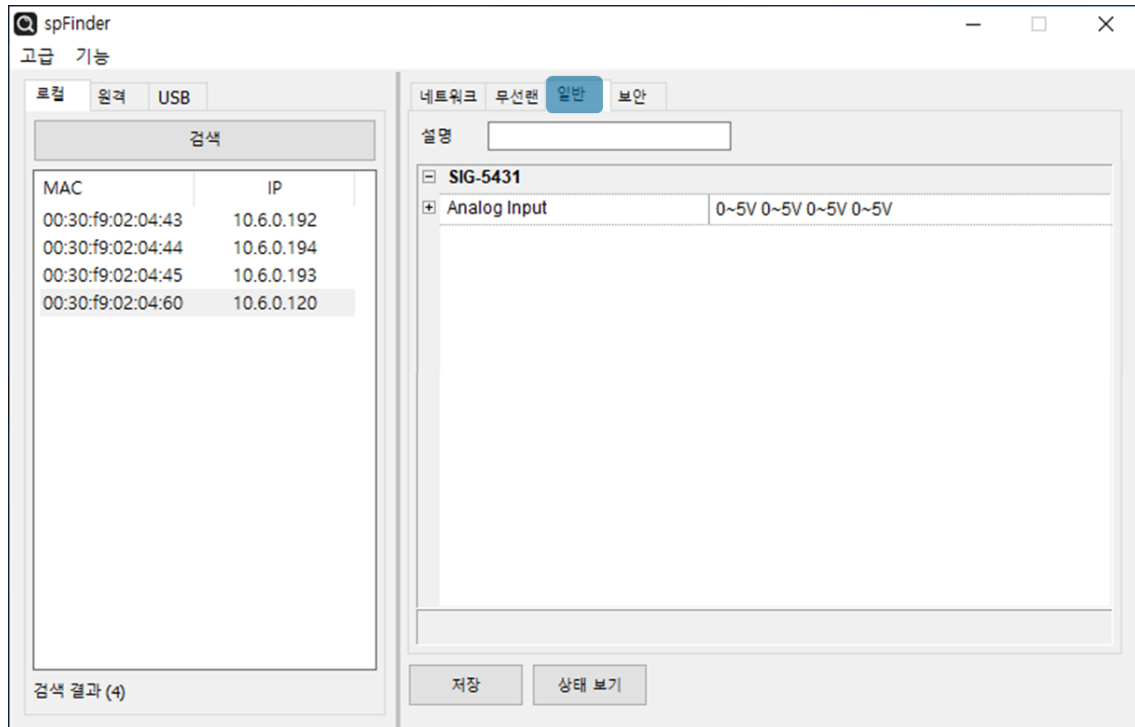 spFinder
고급 기능
로컬 원격 USB
검색
MAC IP
00:30:f9:02:04:43 10.6.0.192
00:30:f9:02:04:44 10.6.0.194
00:30:f9:02:04:45 10.6.0.193
00:30:f9:02:04:60 10.6.0.120
검색 결과 (4)
네트워크 무선랜 일반 보안
설명
SIG-5431
Analog Input 0~5V 0~5V 0~5V 0~5V
저장 상태 보기